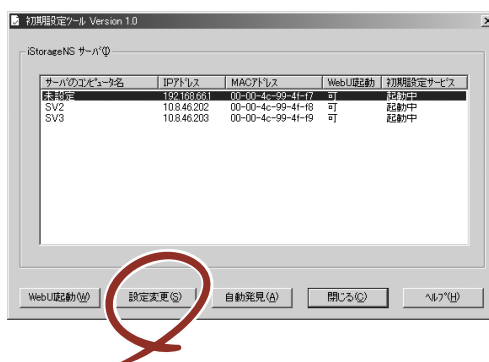 初期設定ツール Version 1.0
iStorageNS サーバ(I)
サーバのコンピュータ名 IPアドレス MACアドレス WebUI起動 初期設定サービス
未設定 192.168.661 00-00-4c-99-4f-f7 可 起動中
SV2 10.8.46.202 00-00-4c-99-4f-f8 可 起動中
SV3 10.8.46.203 00-00-4c-99-4f-f9 可 起動中
WebUI起動(W) 設定変更(S) 自動発見(A) 閉じる(C) ヘルプ(H)